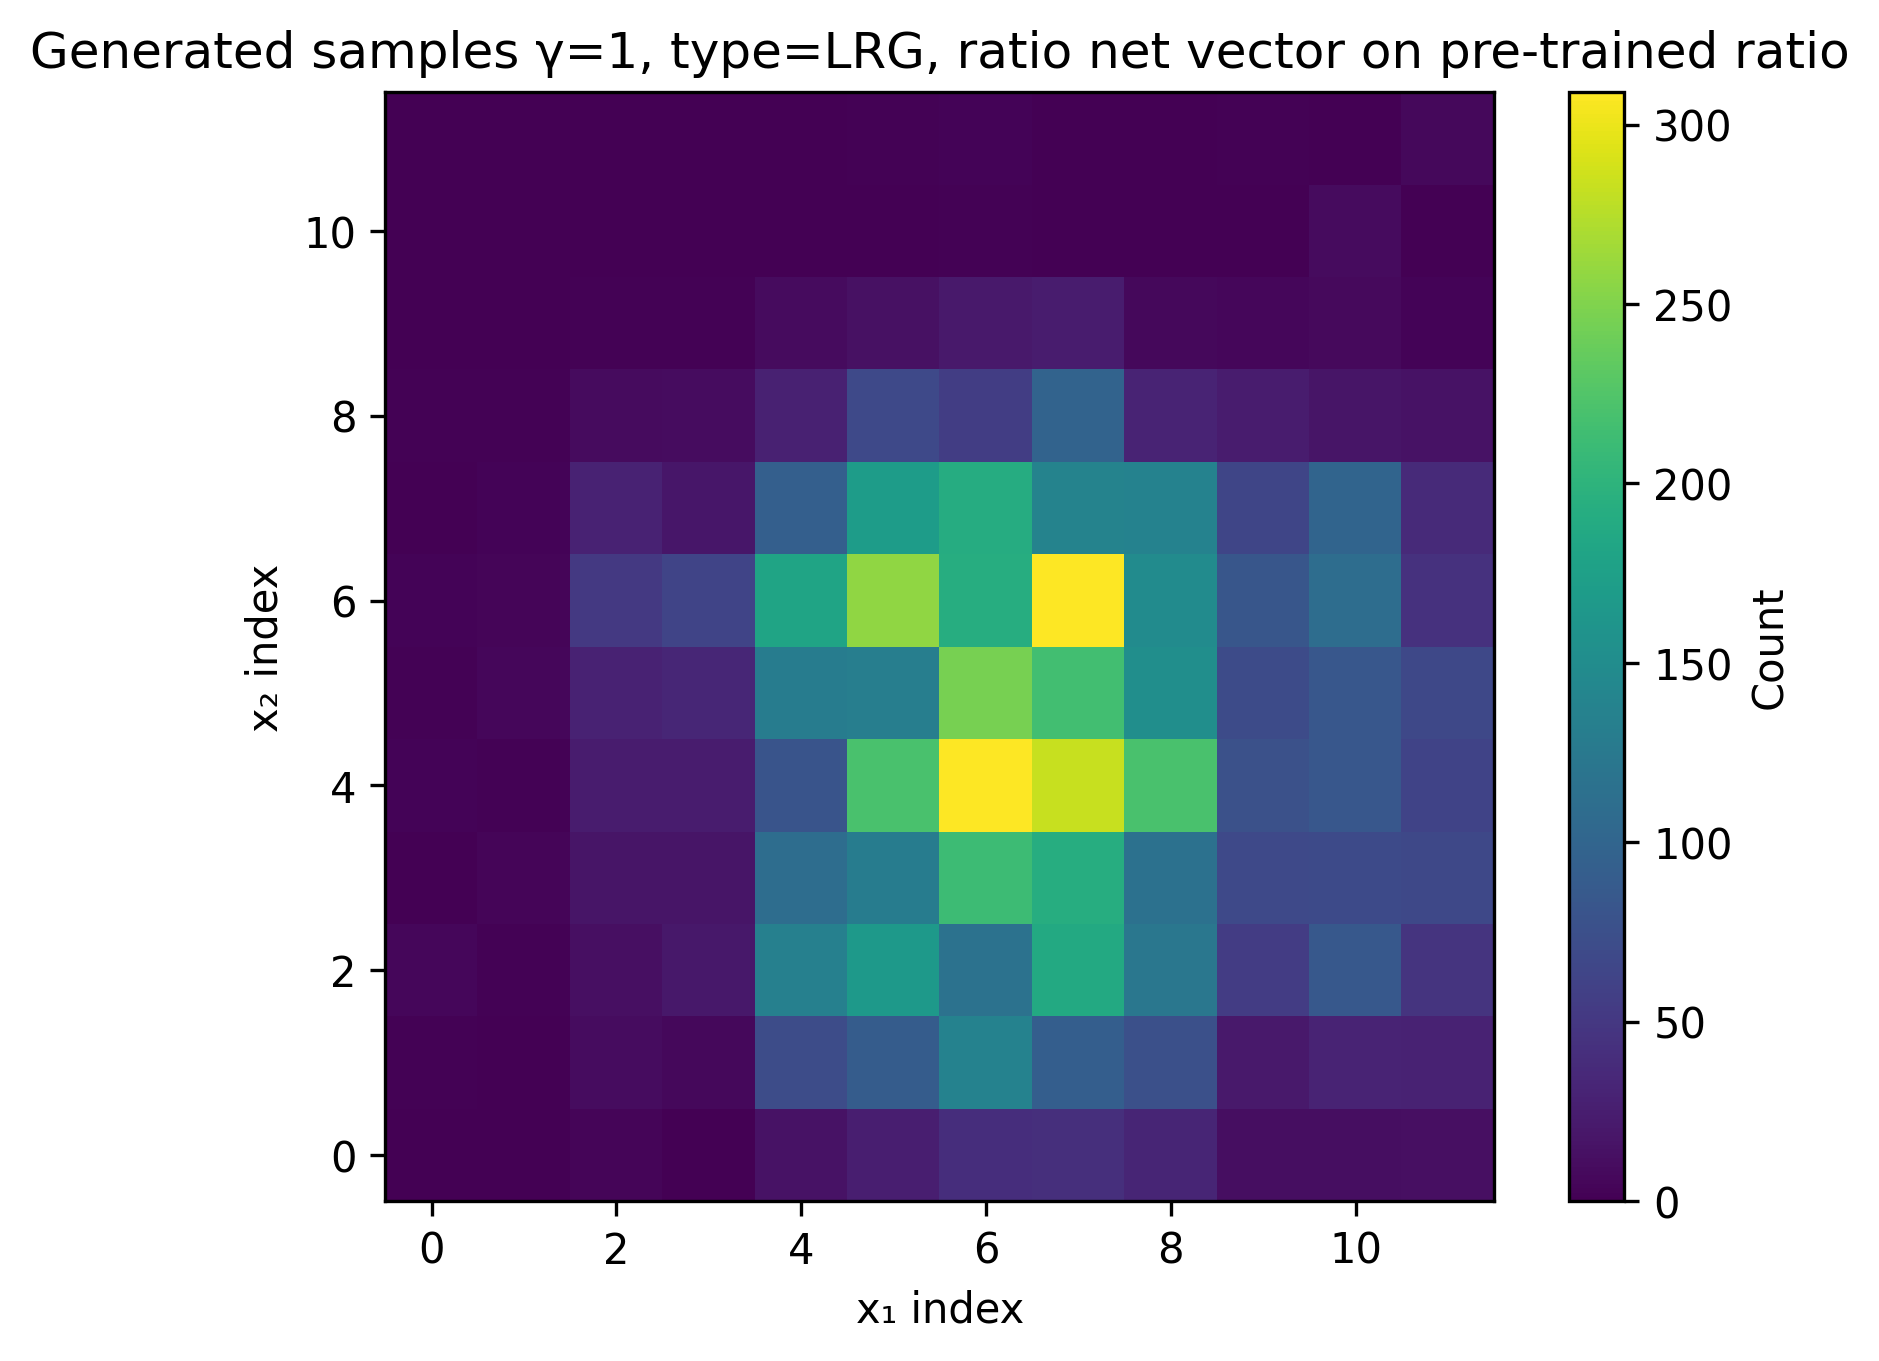 Generated samples γ=1, type=LRG, ratio net vector on pre-trained ratio
10
8
6
4
2
0
x₂ index
0 2 4 6 8 10
x₁ index
300
250
200
150
100
50
0
Count